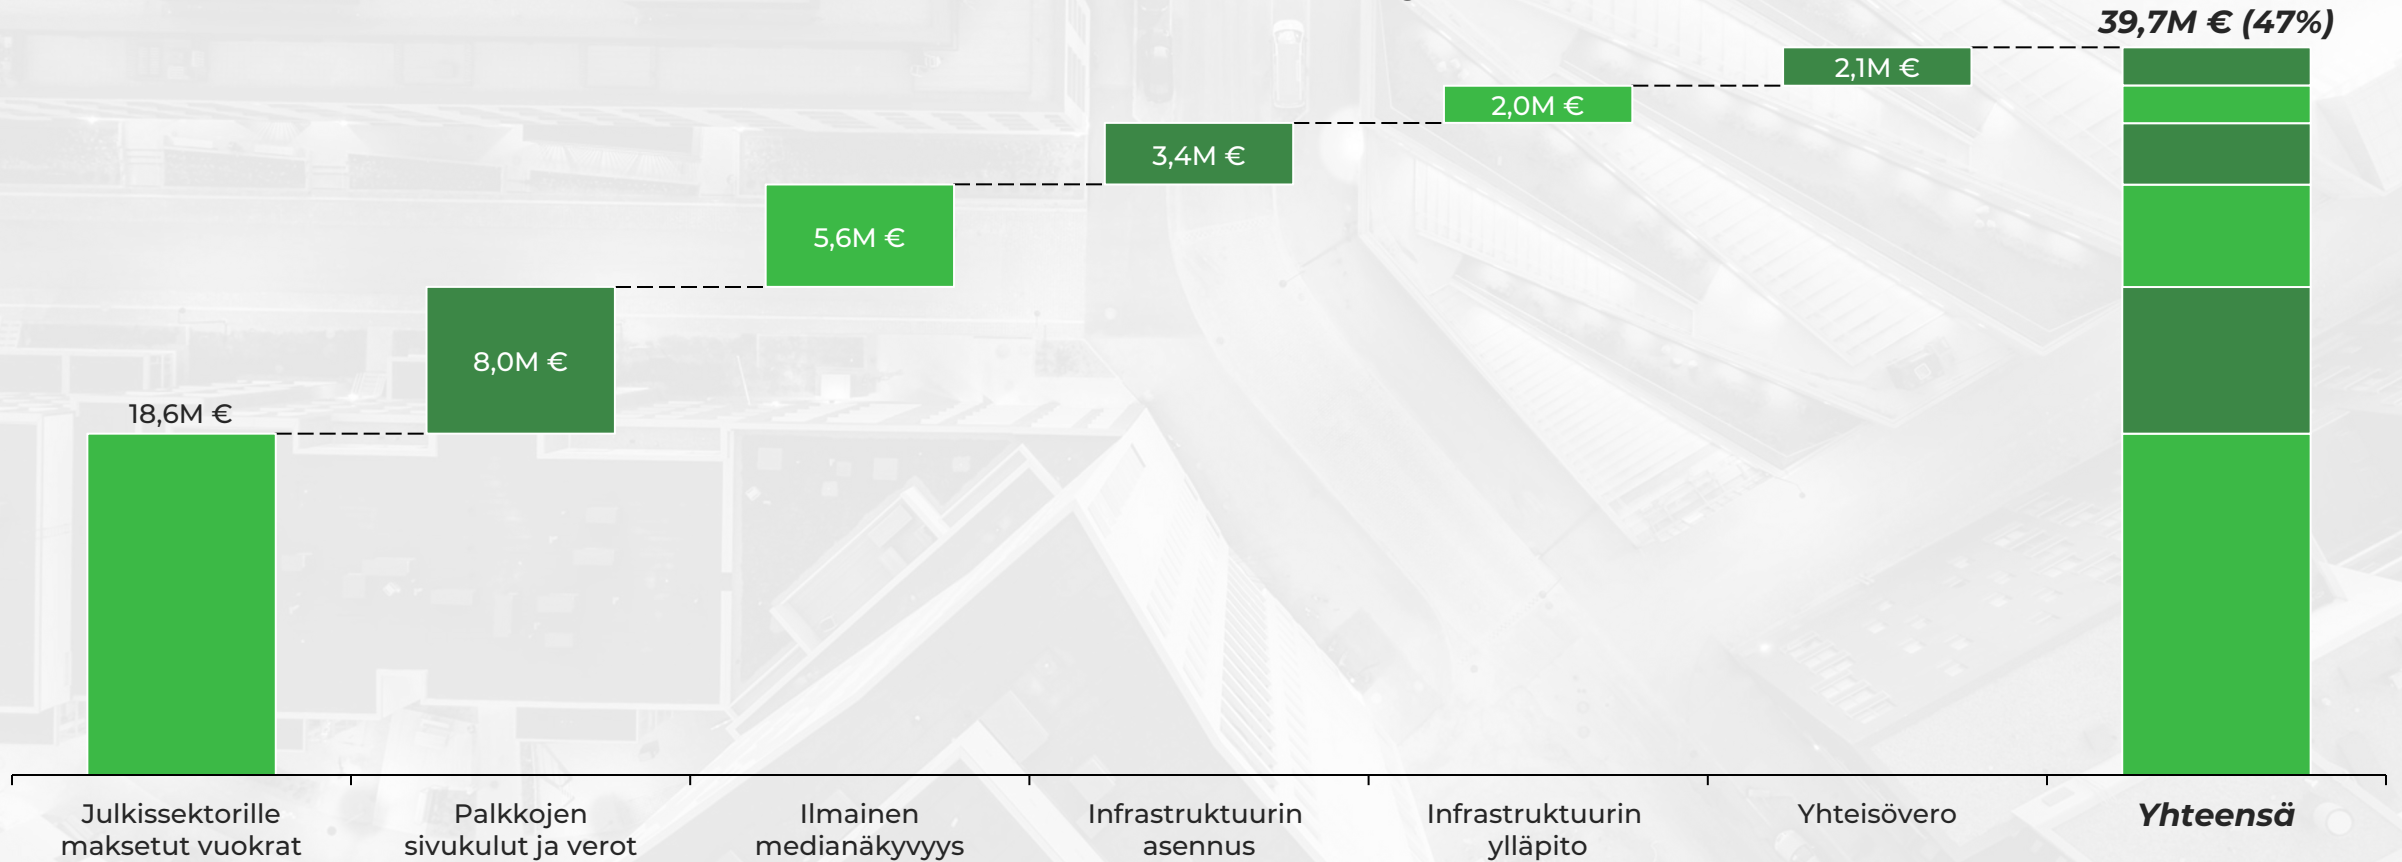 39,7M € (47%)
2,1M €
2,0M €
3,4M €
5,6M €
8,0M €
18,6M €
Julkissektorille
maksetut vuokrat
Palkkojen
sivukulut ja verot
Ilmainen
medianäkyvyys
Infrastruktuurin
asennus
Infrastruktuurin
ylläpito
Yhteisövero
Yhteensä